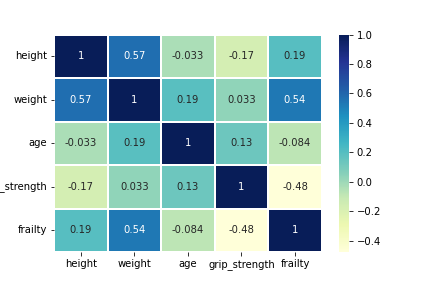 height 1 0.57 -0.033 -0.17 0.19
weight 0.57 1 0.19 0.033 0.54
age -0.033 0.19 1 0.13 -0.084
_strength -0.17 0.033 0.13 1 -0.48
frailty 0.19 0.54 -0.084 -0.48 1
height weight age grip_strength frailty
1.0
0.8
0.6
0.4
0.2
0.0
−0.2
−0.4